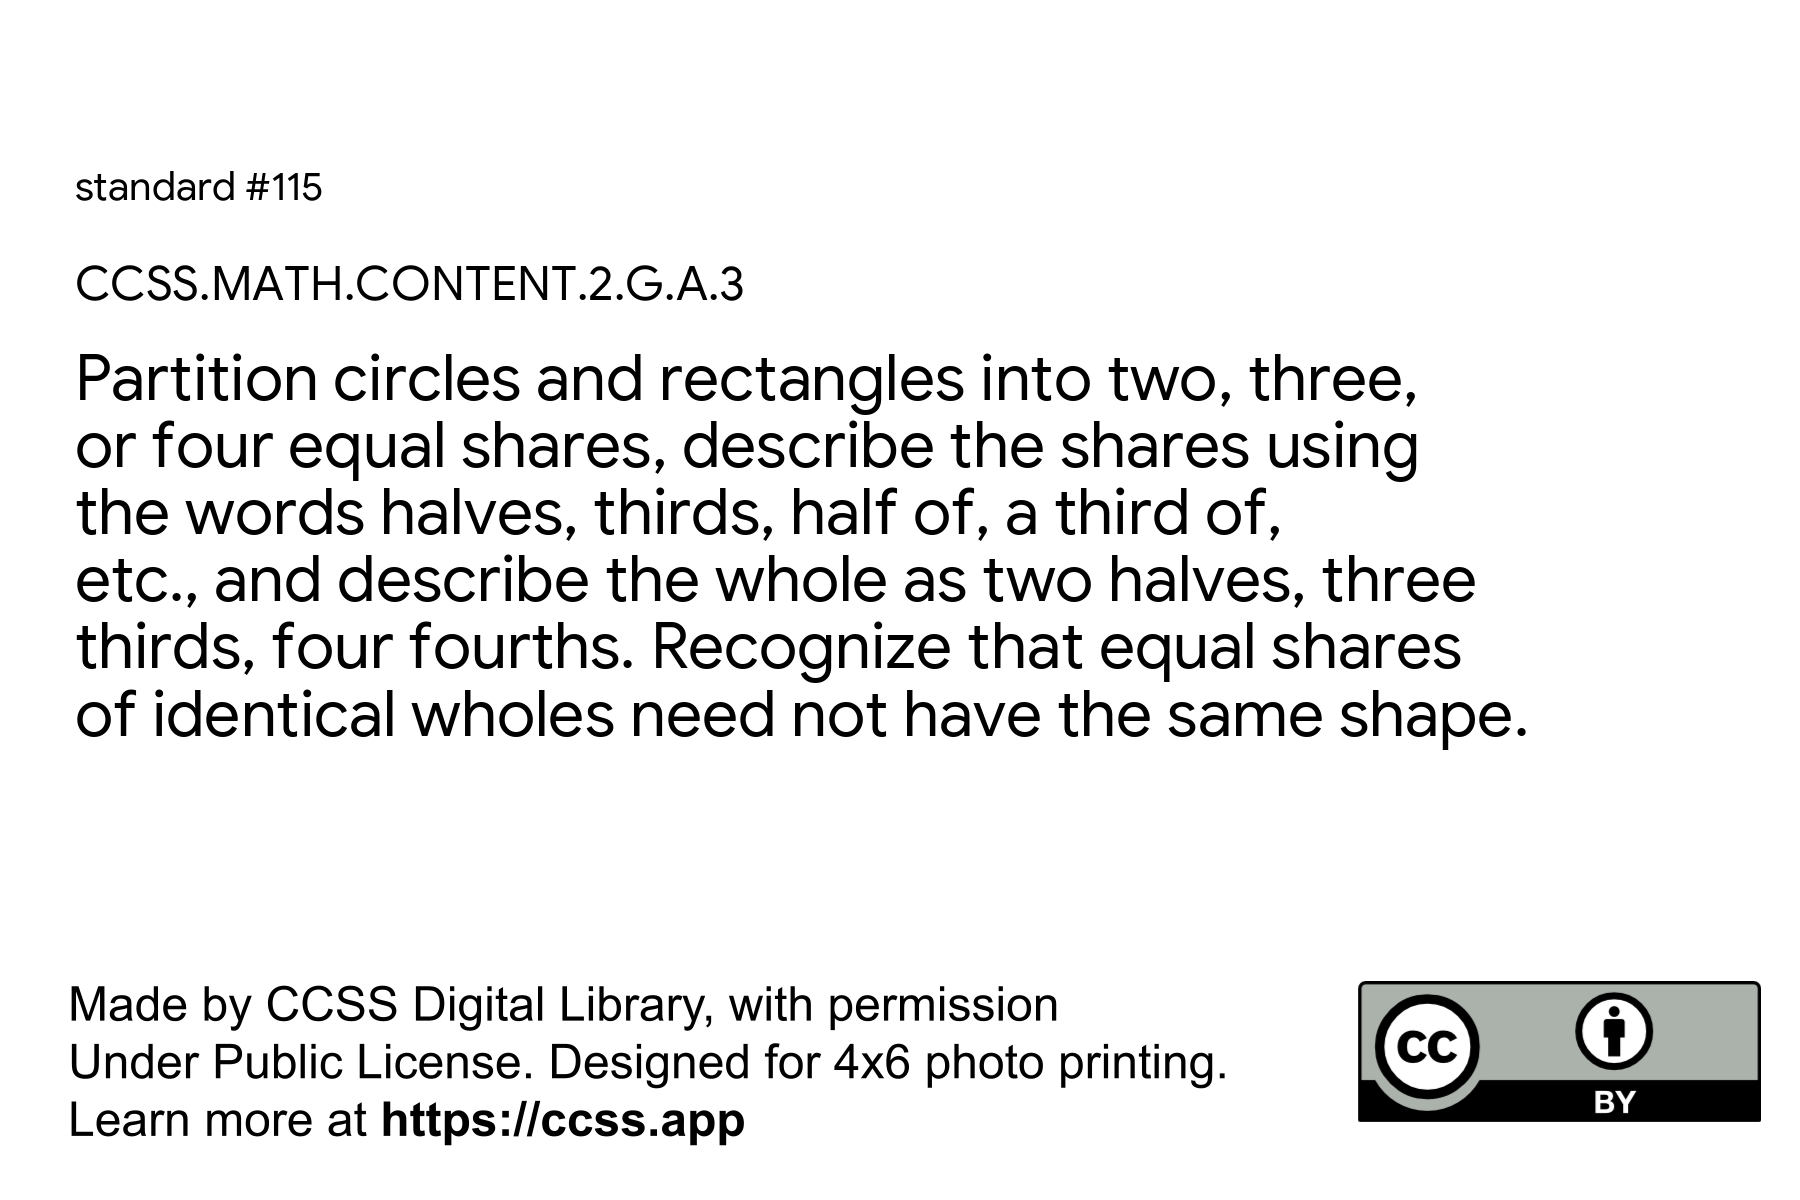 standard #115
CCSS.MATH.CONTENT.2.G.A.3
Partition circles and rectangles into two, three,
or four equal shares, describe the shares using
the words halves, thirds, half of, a third of,
etc., and describe the whole as two halves, three
thirds, four fourths. Recognize that equal shares
of identical wholes need not have the same shape.
Made by CCSS Digital Library, with permission
Under Public License. Designed for 4x6 photo printing.
Learn more at https://ccss.app
cc
BY